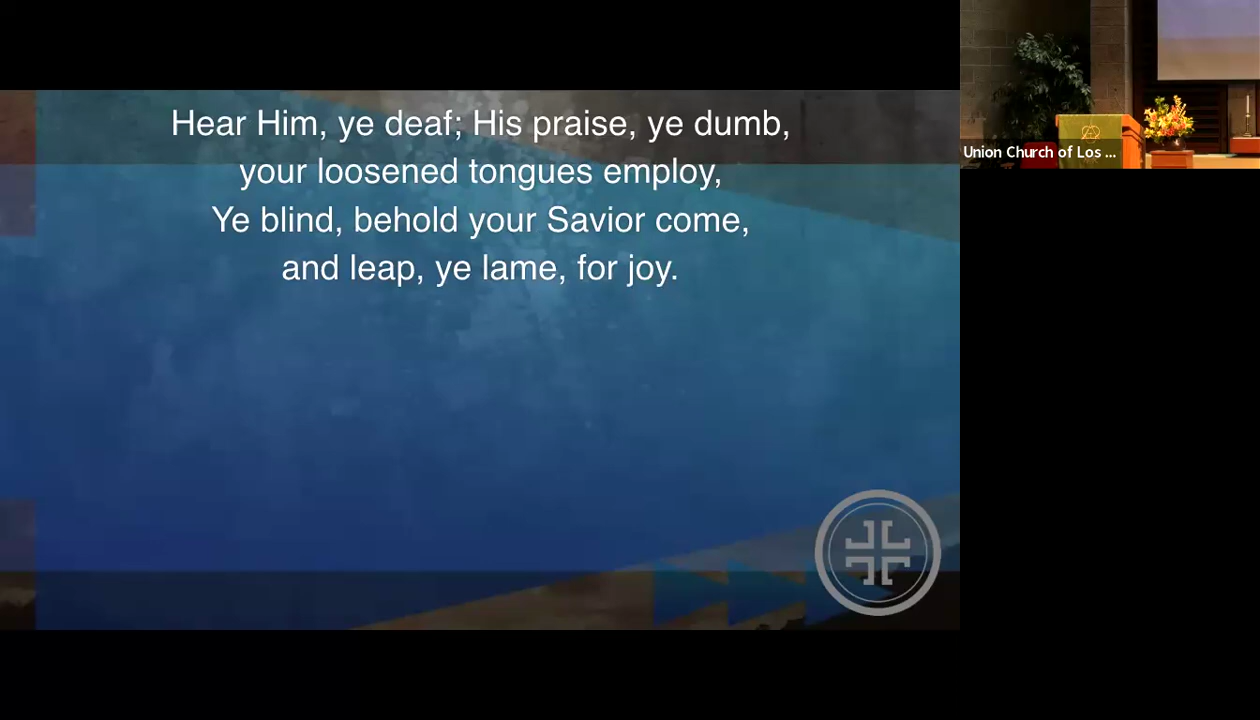 Hear Him, ye deaf; His praise, ye dumb,
your loosened tongues employ,
Ye blind, behold your Savior come,
and leap, ye lame, for joy.
Union Church of Los ...